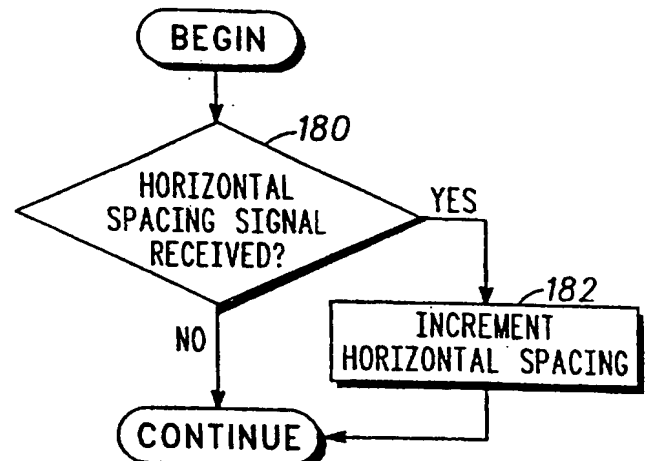 BEGIN
180
HORIZONTAL
SPACING SIGNAL
RECEIVED?
YES
NO
182
INCREMENT
HORIZONTAL SPACING
CONTINUE